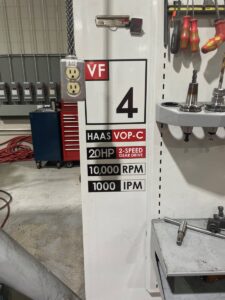 VF
4
HAAS VOP-C
20HP 2-SPEED GEAR DRIVE
10,000 RPM
1000 IPM